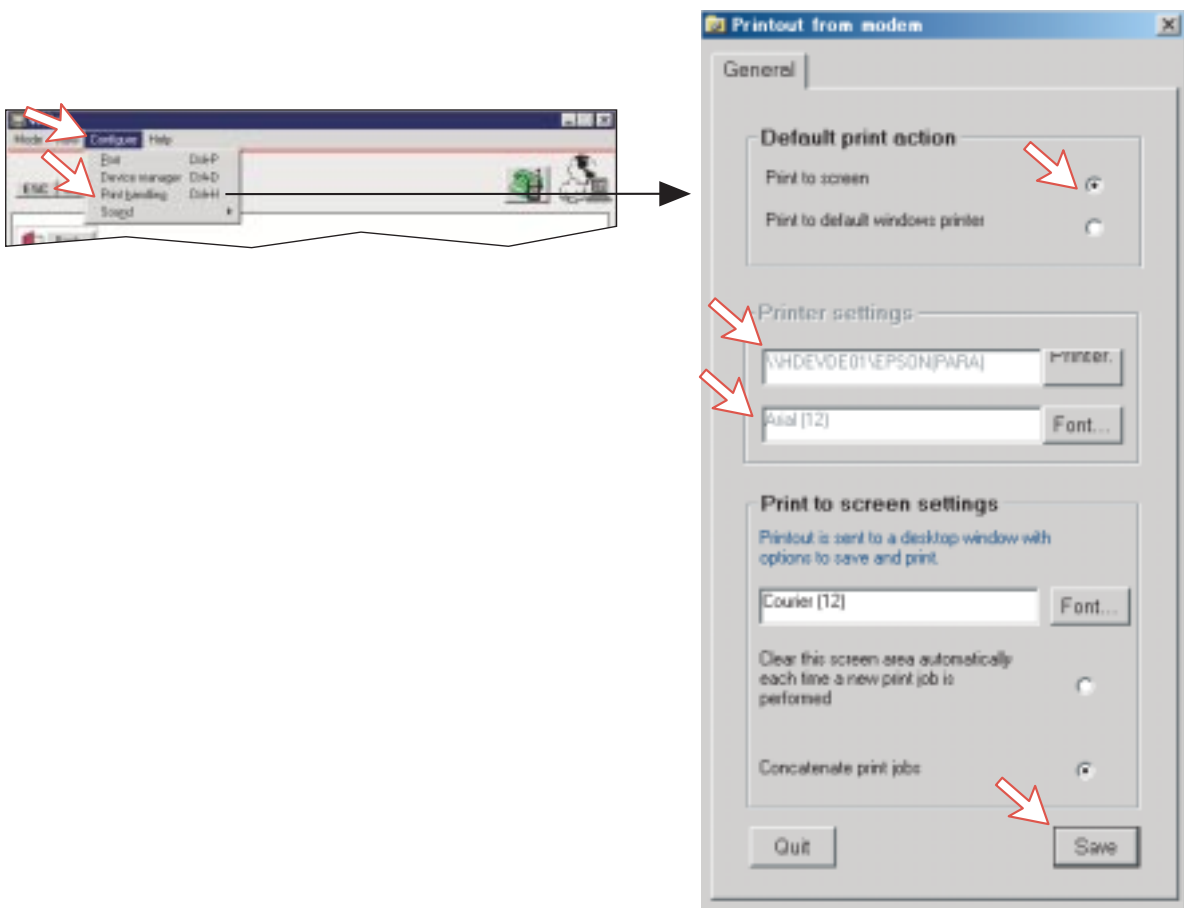 Mode
Configure
Help
Port Ctrl+P
Device manager Ctrl+D
Print handling Ctrl+H
Sound
ESC
Printout from modem
General
Default print action
Print to screen
Print to default windows printer
Printer settings
\\HDEVDE01\EPSON(PARA)
Printer.
Arial (12)
Font...
Print to screen settings
Printout is sent to a desktop window with
options to save and print.
Courier (12)
Font...
Clear this screen area automatically
each time a new print job is
performed
Concatenate print jobs
Quit
Save